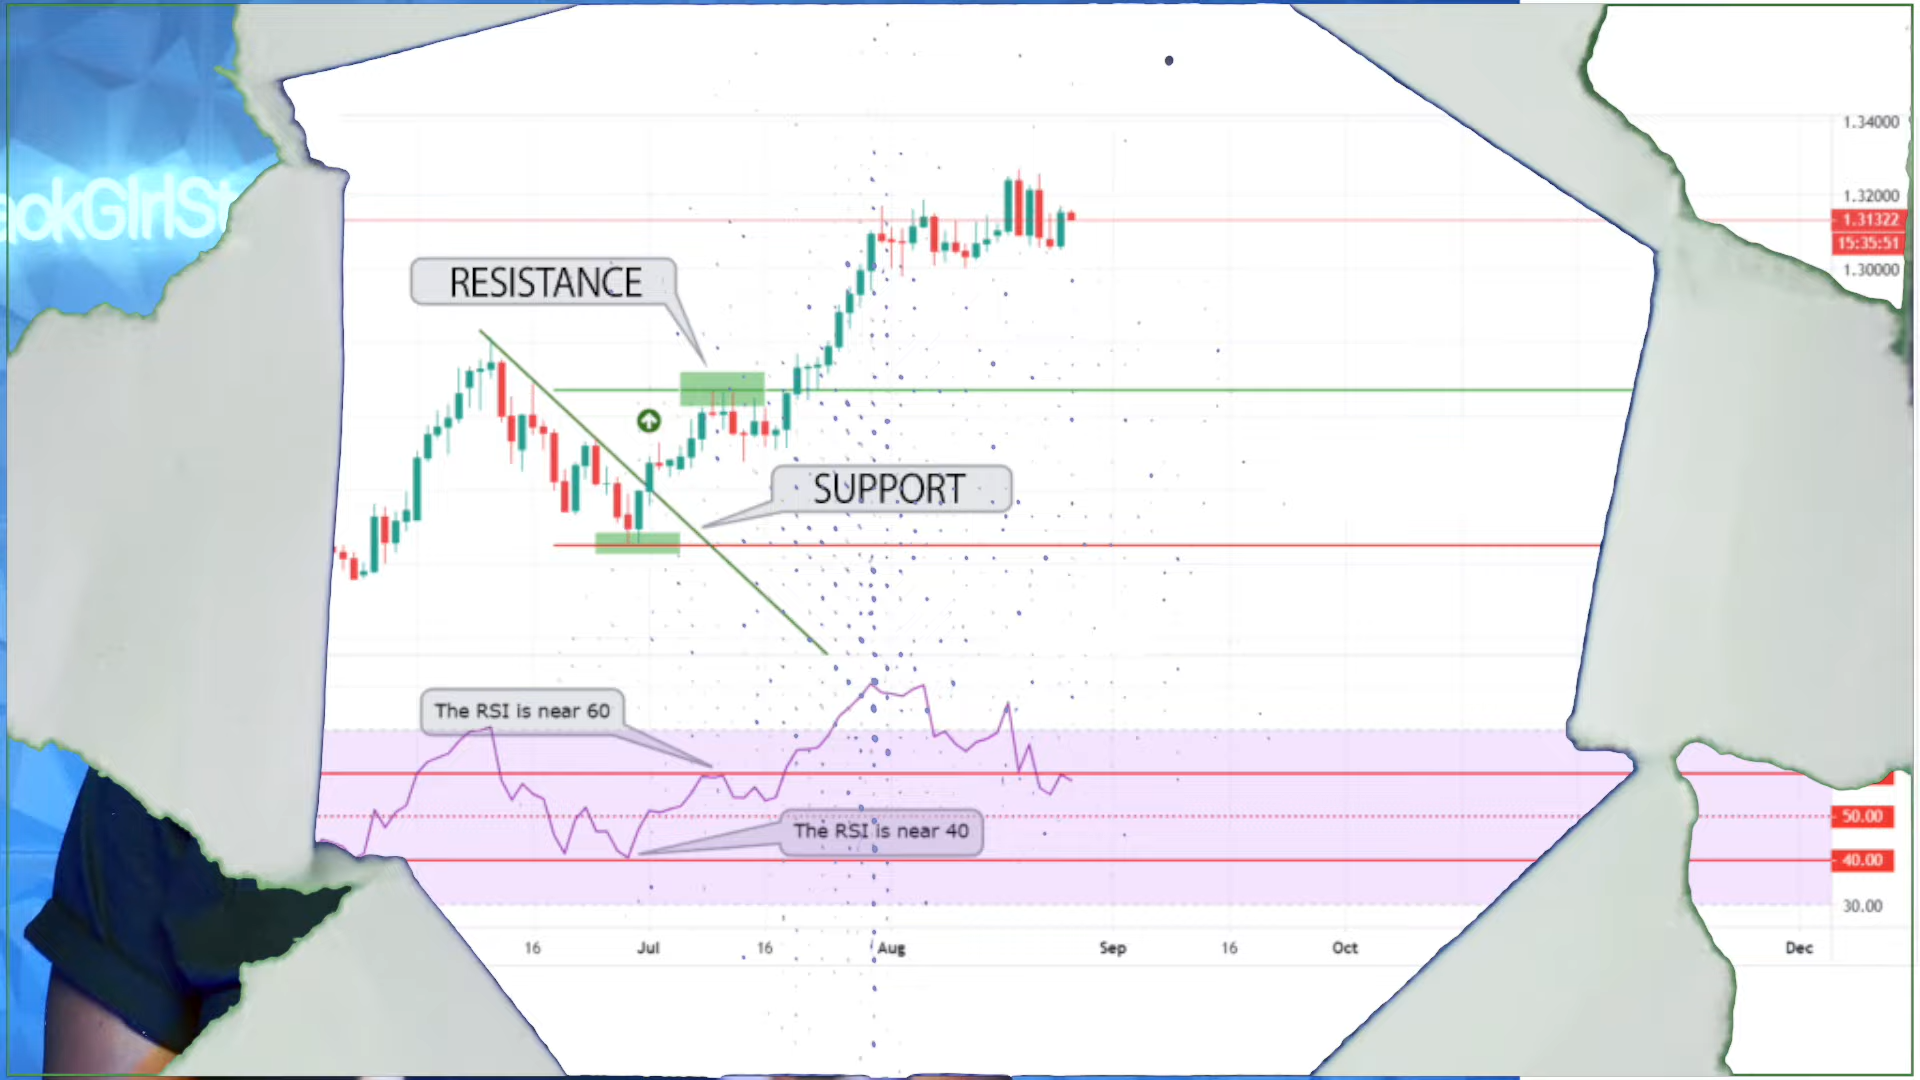 1.34000
1.32000
1.31322
15:35:51
1.30000
RESISTANCE
SUPPORT
The RSI is near 60
The RSI is near 40
50.00
40.00
30.00
16 Jul 16 Aug Sep 16 Oct Dec